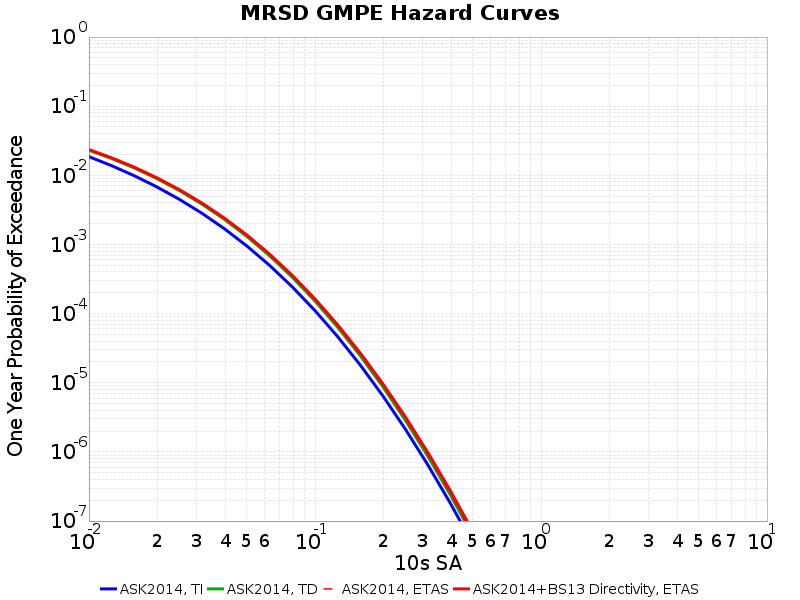 MRSD GMPE Hazard Curves
One Year Probability of Exceedance
10^0
10^-1
10^-2
10^-3
10^-4
10^-5
10^-6
10^-7
10^-2 2 3 4 5 6 10^-1 2 3 4 5 6 7 10^0 2 3 4 5 6 7 10^1
10s SA
ASK2014, TI ASK2014, TD ASK2014, ETAS ASK2014+BS13 Directivity, ETAS